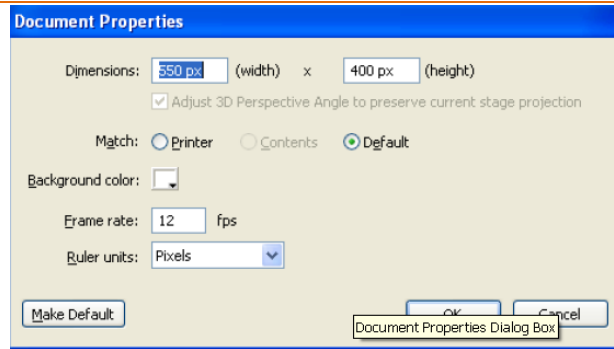 Document Properties
Dimensions: 550 px (width) x 400 px (height)
Adjust 3D Perspective Angle to preserve current stage projection
Match: Printer Contents Default
Background color:
Frame rate: 12 fps
Ruler units: Pixels
Make Default OK Cancel
Document Properties Dialog Box